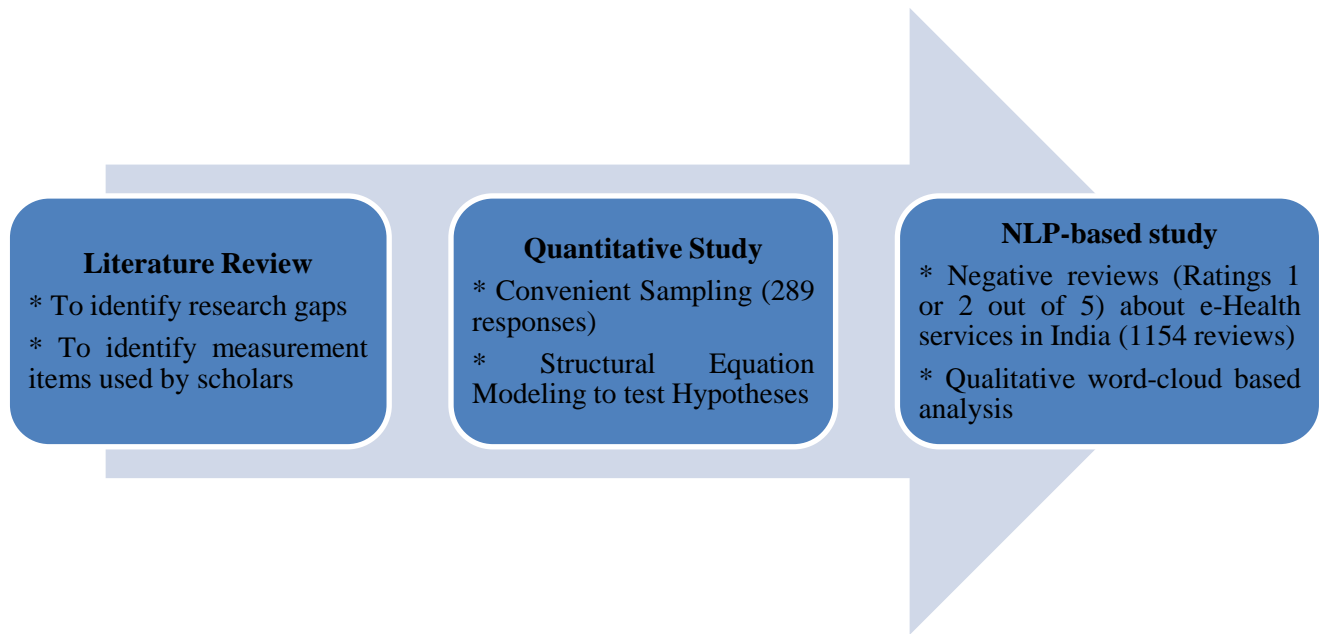 Literature Review
* To identify research gaps
* To identify measurement
items used by scholars
Quantitative Study
* Convenient Sampling (289
responses)
* Structural Equation
Modeling to test Hypotheses
NLP-based study
* Negative reviews (Ratings 1
or 2 out of 5) about e-Health
services in India (1154 reviews)
* Qualitative word-cloud based
analysis